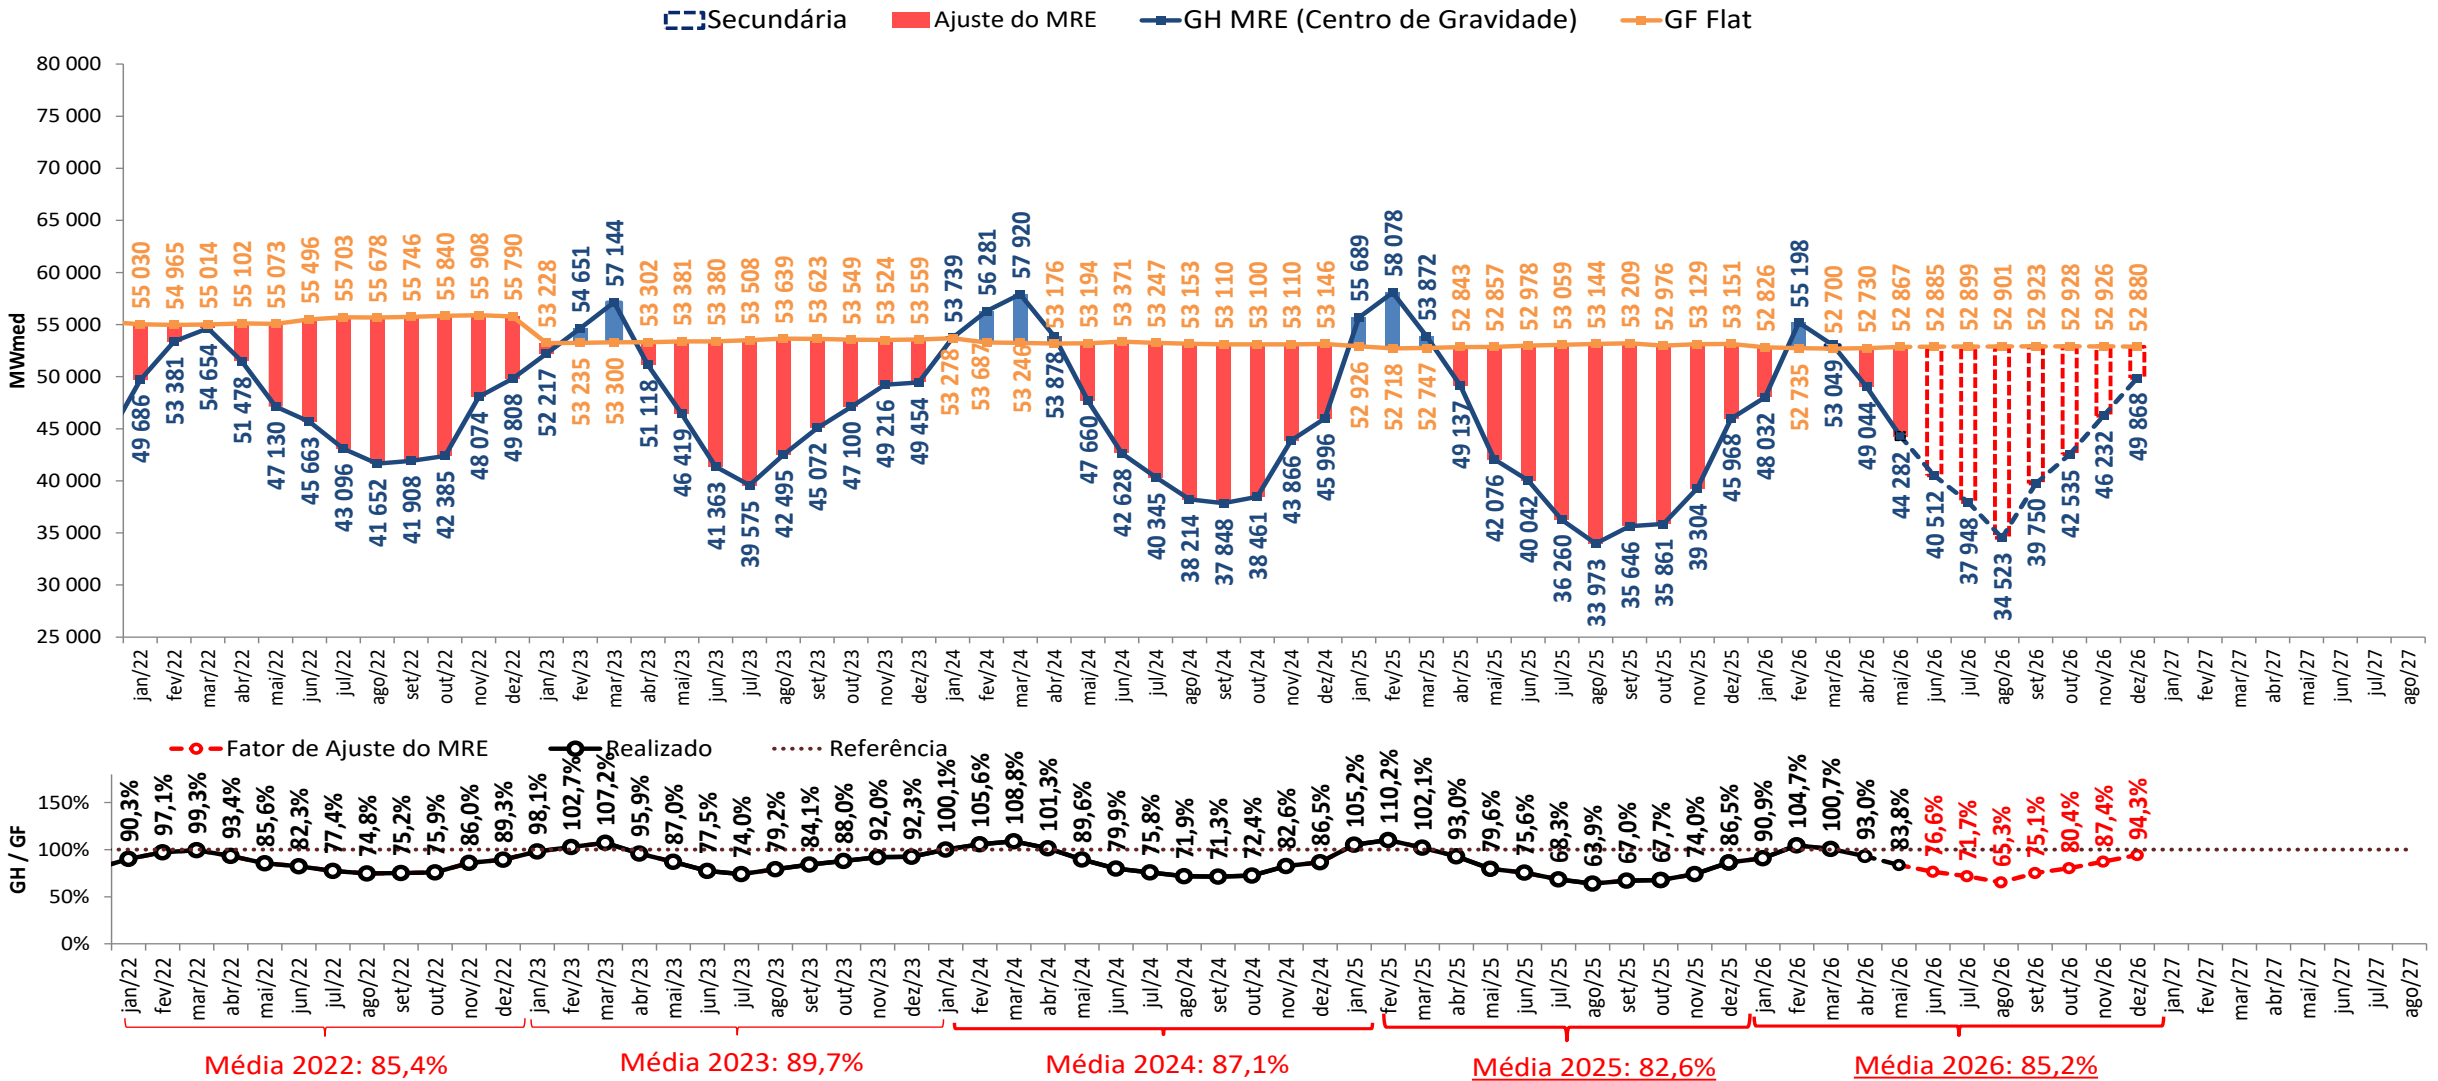 Secundária Ajuste do MRE GH MRE (Centro de Gravidade) GF Flat
80 000
75 000
70 000
65 000
60 000
55 000
50 000
45 000
40 000
35 000
30 000
25 000
MWmed
55 030 54 965 55 014 55 102 55 073 55 496 55 703 55 678 55 746 55 840 55 908 55 790 53 228 54 651 57 144 53 302 53 381 53 380 53 508 53 639 53 623 53 549 53 524 53 559 53 739 56 281 57 920 53 176 53 194 53 371 53 247 53 153 53 110 53 100 53 110 53 146 55 689 58 078 53 872 52 843 52 857 52 978 53 059 53 144 53 209 52 976 53 129 53 151 52 826 55 198 52 700 52 730 52 867 52 885 52 899 52 901 52 923 52 928 52 926 52 880
49 686 53 381 54 654 51 478 47 130 45 663 43 096 41 652 41 908 42 385 48 074 49 808 52 217 53 235 53 300 51 118 46 419 41 363 39 575 42 495 45 072 47 100 49 216 49 454 53 278 53 687 53 246 53 878 47 660 42 628 40 345 38 214 37 848 38 461 43 866 45 996 52 926 52 718 52 747 49 137 42 076 40 042 36 260 33 973 35 646 35 861 39 304 45 968 48 032 52 735 53 049 49 044 44 282 40 512 37 948 34 523 39 750 42 535 46 232 49 868
jan/22 fev/22 mar/22 abr/22 mai/22 jun/22 jul/22 ago/22 set/22 out/22 nov/22 dez/22 jan/23 fev/23 mar/23 abr/23 mai/23 jun/23 jul/23 ago/23 set/23 out/23 nov/23 dez/23 jan/24 fev/24 mar/24 abr/24 mai/24 jun/24 jul/24 ago/24 set/24 out/24 nov/24 dez/24 jan/25 fev/25 mar/25 abr/25 mai/25 jun/25 jul/25 ago/25 set/25 out/25 nov/25 dez/25 jan/26 fev/26 mar/26 abr/26 mai/26 jun/26 jul/26 ago/26 set/26 out/26 nov/26 dez/26 jan/27 fev/27 mar/27 abr/27 mai/27 jun/27 jul/27 ago/27
Fator de Ajuste do MRE Realizado Referência
90,3% 97,1% 99,3% 93,4% 85,6% 82,3% 77,4% 74,8% 75,2% 75,9% 86,0% 89,3% 98,1% 102,7% 107,2% 95,9% 87,0% 77,5% 74,0% 79,2% 84,1% 88,0% 92,0% 92,3% 100,1% 105,6% 108,8% 101,3% 89,6% 79,9% 75,8% 71,9% 71,3% 72,4% 82,6% 86,5% 105,2% 110,2% 102,1% 93,0% 79,6% 75,6% 68,3% 63,9% 67,0% 67,7% 74,0% 86,5% 90,9% 104,7% 100,7% 93,0% 83,8% 76,6% 71,7% 65,3% 75,1% 80,4% 87,4% 94,3%
150%
100%
50%
0%
GH / GF
jan/22 fev/22 mar/22 abr/22 mai/22 jun/22 jul/22 ago/22 set/22 out/22 nov/22 dez/22 jan/23 fev/23 mar/23 abr/23 mai/23 jun/23 jul/23 ago/23 set/23 out/23 nov/23 dez/23 jan/24 fev/24 mar/24 abr/24 mai/24 jun/24 jul/24 ago/24 set/24 out/24 nov/24 dez/24 jan/25 fev/25 mar/25 abr/25 mai/25 jun/25 jul/25 ago/25 set/25 out/25 nov/25 dez/25 jan/26 fev/26 mar/26 abr/26 mai/26 jun/26 jul/26 ago/26 set/26 out/26 nov/26 dez/26 jan/27 fev/27 mar/27 abr/27 mai/27 jun/27 jul/27 ago/27
Média 2022: 85,4% Média 2023: 89,7% Média 2024: 87,1% Média 2025: 82,6% Média 2026: 85,2%